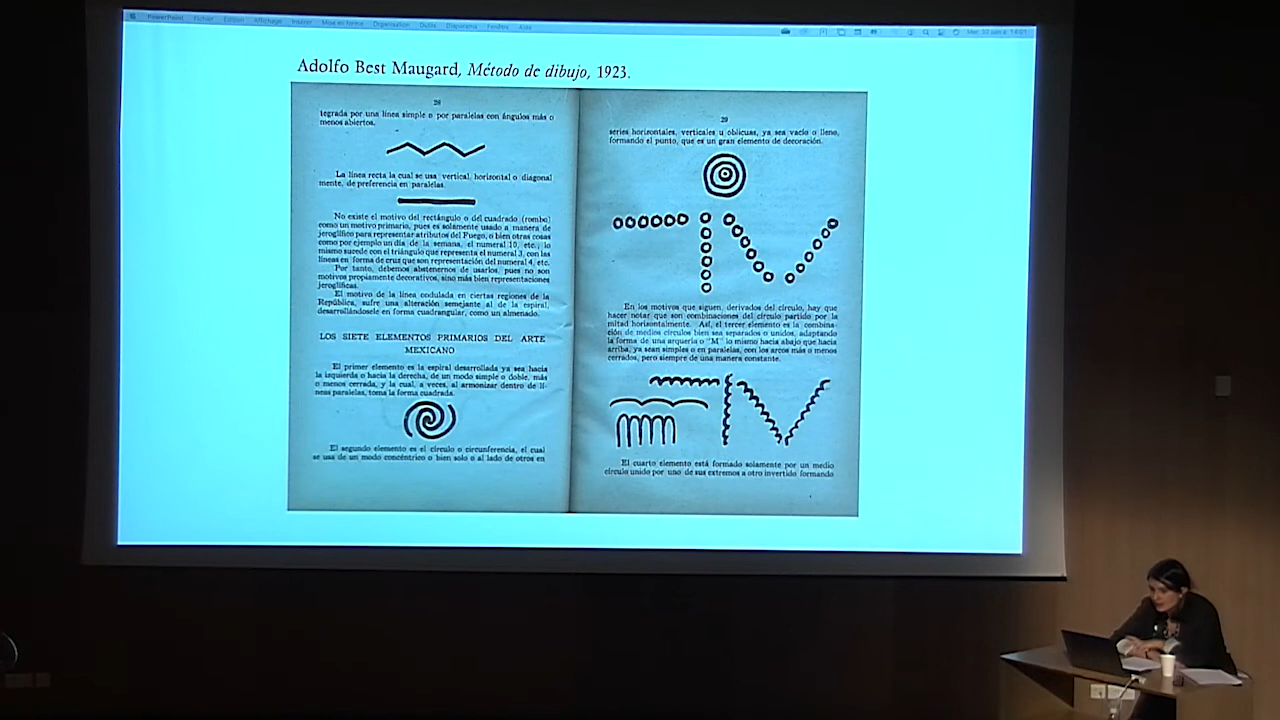 PowerPoint Fichier Edition Affichage Insérer Mise en forme Organisation Outils Diaporama Fenêtre Aide
Adolfo Best Maugard, Método de dibujo, 1923.
28
tegrada por una línea simple o por paralelas con ángulos más o
menos abiertos.
La línea recta la cual se usa vertical, horizontal o diagonal
mente, de preferencia en paralelas.
No existe el motivo del rectángulo o del cuadrado (rombo)
como un motivo primario, pues es solamente usado a manera de
jeroglífico para representar atributos del Fuego, o bien otras cosas
como por ejemplo un día de la semana, el numeral 10, etc., lo
mismo sucede con el triángulo que representa el numeral 3, con las
líneas en forma de cruz que son representación del numeral 4, etc.
Por tanto, debemos abstenernos de usarlos, pues no son
motivos propiamente decorativos, sino más bien representaciones
jeroglíficas.
El motivo de la línea ondulada en ciertas regiones de la
República, sufre una alteración semejante al de la espiral,
desarrollándosele en forma cuadrangular, como un almenado.
LOS SIETE ELEMENTOS PRIMARIOS DEL ARTE
MEXICANO
El primer elemento es la espiral desarrollada ya sea hacia
la izquierda o hacia la derecha, de un modo simple o doble, más
o menos cerrada, y la cual, a veces, al armonizar dentro de lí-
neas paralelas, toma la forma cuadrada.
El segundo elemento es el círculo o circunferencia, el cual
se usa de un modo concéntrico o bien solo o al lado de otros en
29
series horizontales, verticales u oblicuas, ya sea vacío o lleno,
formando el punto, que es un gran elemento de decoración.
En los motivos que siguen, derivados del círculo, hay que
hacer notar que son combinaciones del círculo partido por la
mitad horizontalmente. Así, el tercer elemento es la combina-
ción de medios círculos bien sea separados o unidos, adaptando
la forma de una arquería o "M" lo mismo hacia abajo que hacia
arriba, ya sean simples o en paralelas, con los arcos más o menos
cerrados, pero siempre de una manera constante.
El cuarto elemento está formado solamente por un medio
círculo unido por uno de sus extremos a otro invertido formando